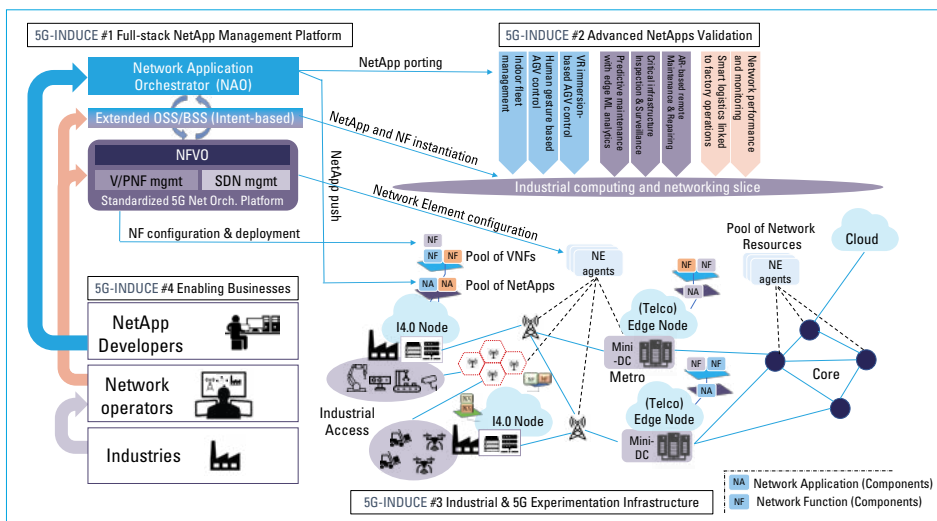 5G-INDUCE #1 Full-stack NetApp Management Platform
Network Application
Orchestrator (NAO)
Extended OSS/BSS (Intent-based)
NFVO
V/PNF mgmt
SDN mgmt
Standardized 5G Net Orch. Platform
NetApp porting
NetApp and NF instantiation
NetApp push
Network Element configuration
NF configuration & deployment
5G-INDUCE #2 Advanced NetApps Validation
Indoor fleet
management
Human gesture based
AGV control
VR immersion-
based AGV control
Predictive maintenance
with edge ML analytics
Critical infrastructure
Inspection & Surveillance
AR-based remote
Maintenance & Repairing
Smart logistics linked
to factory operations
Network performance
and monitoring
Industrial computing and networking slice
5G-INDUCE #4 Enabling Businesses
NetApp
Developers
Network
operators
Industries
NF
NF
NF
Pool of VNFs
NA
NA
Pool of NetApps
I4.0 Node
NE
agents
NF
NF
NA
(Telco)
Edge Node
Mini
-DC
Metro
Pool of Network
Resources
NE
agents
Cloud
Core
Industrial
Access
I4.0 Node
NF
NF
NA
(Telco)
Edge Node
Mini-
DC
5G-INDUCE #3 Industrial & 5G Experimentation Infrastructure
NA Network Application (Components)
NF Network Function (Components)